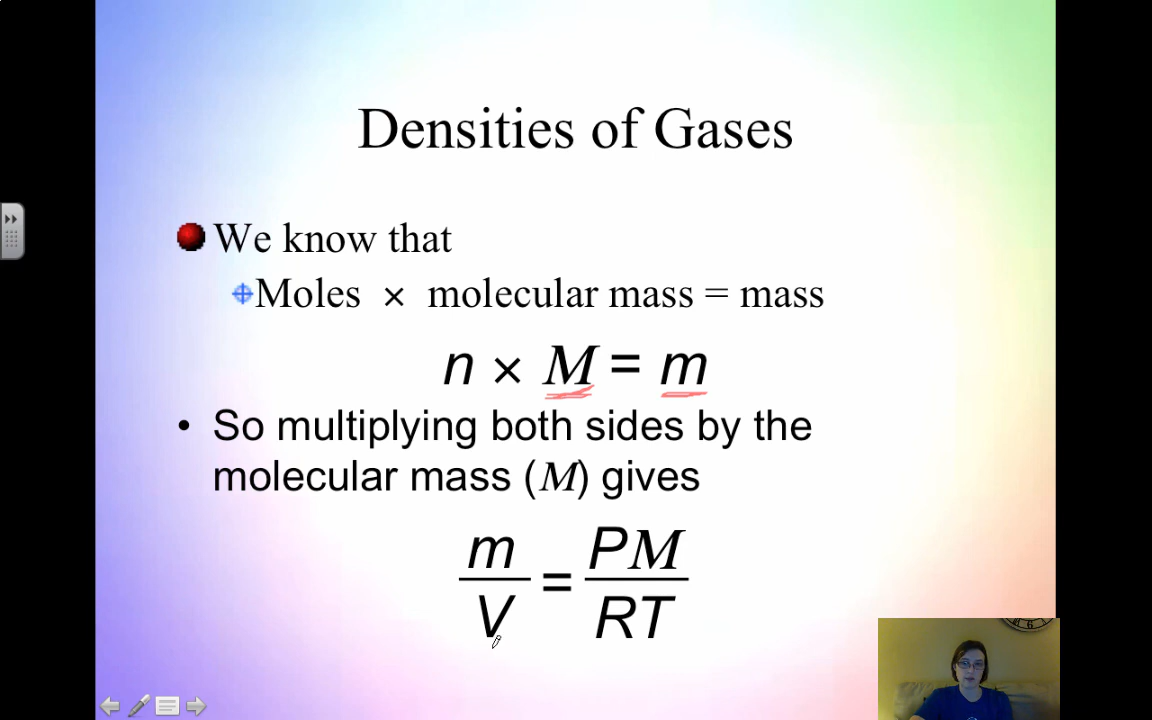 Densities of Gases
We know that
Moles × molecular mass = mass
n × M = m
• So multiplying both sides by the
molecular mass (M) gives
m/V = PM/RT